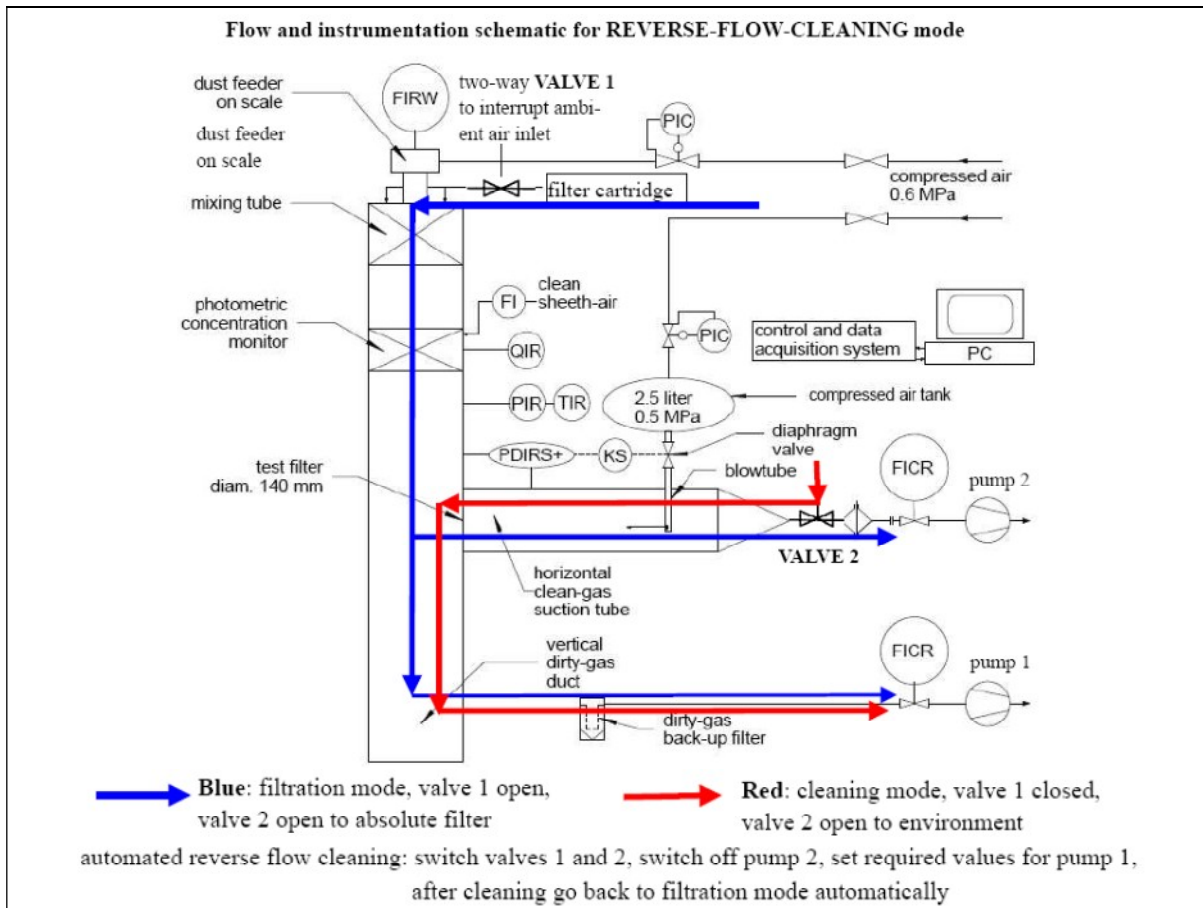 Flow and instrumentation schematic for REVERSE-FLOW-CLEANING mode
dust feeder
on scale
dust feeder
on scale
FIRW
two-way VALVE 1
to interrupt ambi-
ent air inlet
PIC
compressed air
0.6 MPa
filter cartridge
mixing tube
photometric
concentration
monitor
FI
clean
sheeth-air
QIR
PIC
control and data
acquisition system
PC
PIR
TIR
2.5 liter
0.5 MPa
compressed air tank
PDIRS+
KS
diaphragm
valve
blowtube
test filter
diam. 140 mm
FICR
pump 2
VALVE 2
horizontal
clean-gas
suction tube
vertical
dirty-gas
duct
FICR
pump 1
dirty-gas
back-up filter
Blue: filtration mode, valve 1 open,
valve 2 open to absolute filter
Red: cleaning mode, valve 1 closed,
valve 2 open to environment
automated reverse flow cleaning: switch valves 1 and 2, switch off pump 2, set required values for pump 1,
after cleaning go back to filtration mode automatically